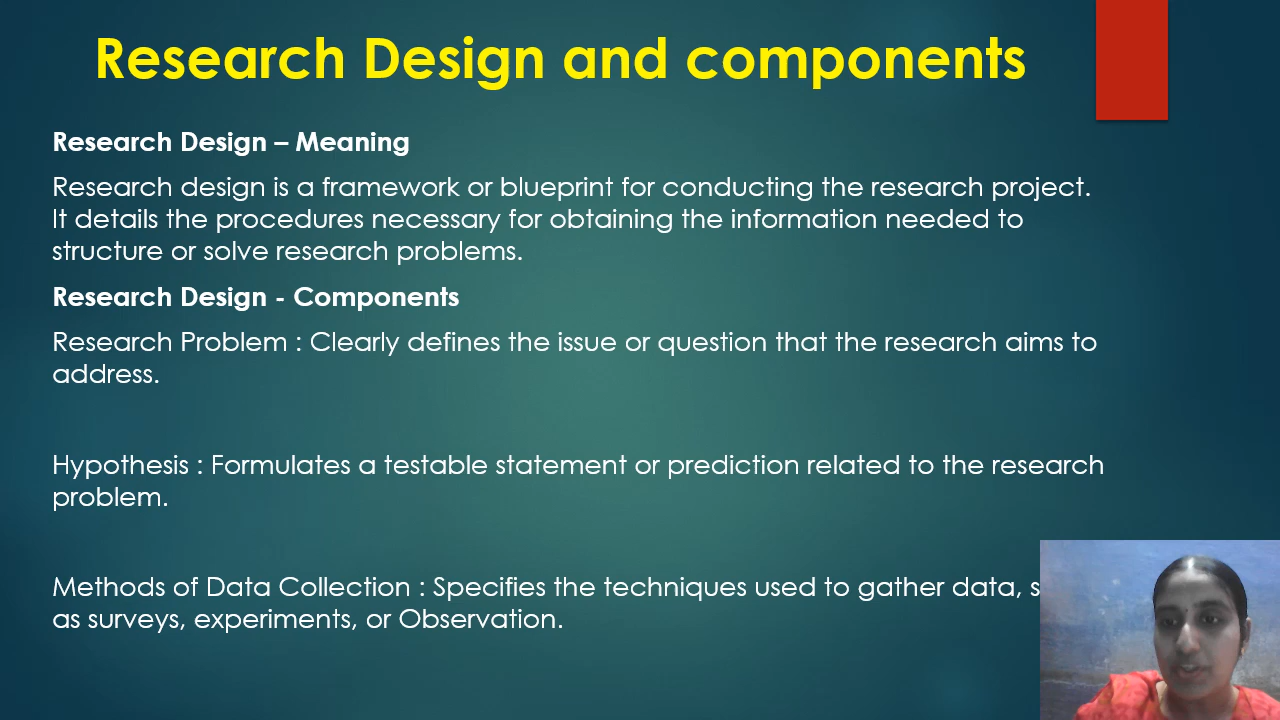 Research Design and components
Research Design – Meaning
Research design is a framework or blueprint for conducting the research project.
It details the procedures necessary for obtaining the information needed to
structure or solve research problems.
Research Design - Components
Research Problem : Clearly defines the issue or question that the research aims to
address.
Hypothesis : Formulates a testable statement or prediction related to the research
problem.
Methods of Data Collection : Specifies the techniques used to gather data,
as surveys, experiments, or Observation.